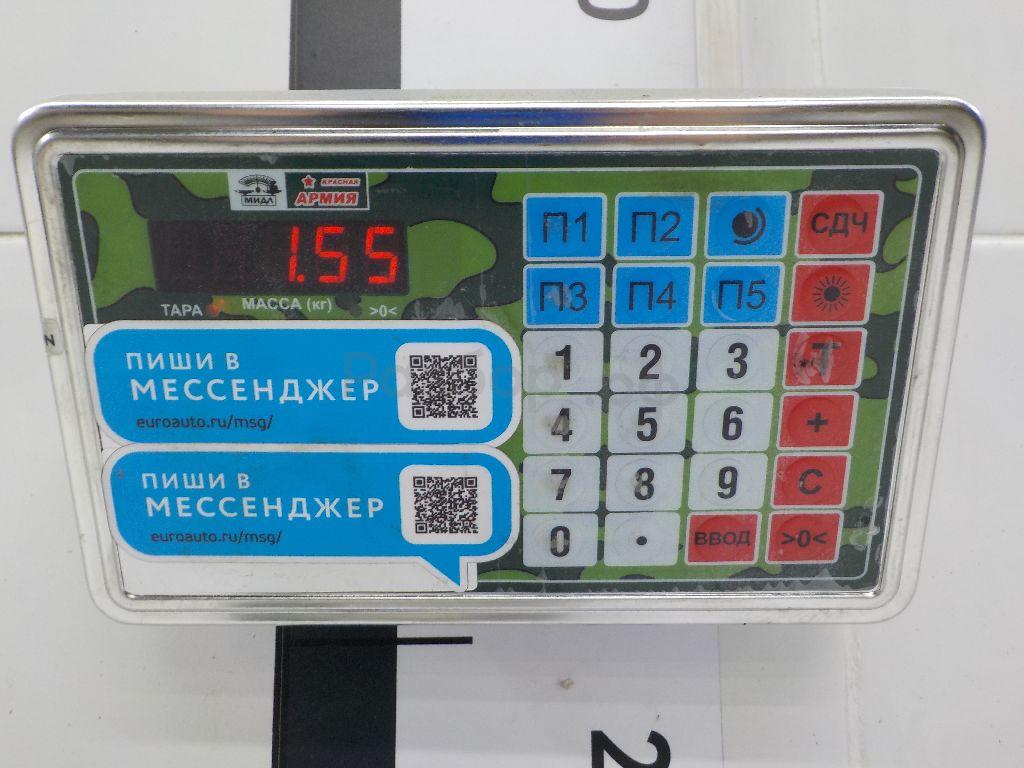 МИДЛ
КРАСНАЯ
АРМИЯ
1.55
ТАРА МАССА (кг) >0<
ПИШИ В
МЕССЕНДЖЕР
euroauto.ru/msg/
ПИШИ В
МЕССЕНДЖЕР
euroauto.ru/msg/
П1 П2 СДЧ
П3 П4 П5
1 2 3 Т
4 5 6 +
7 8 9 С
0 . ВВОД >0<
N
2